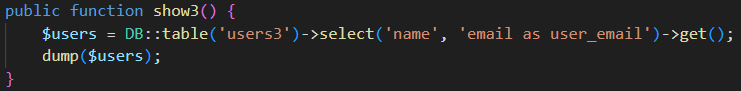 public function show3() {
    $users = DB::table('users3')->select('name', 'email as user_email')->get();
    dump($users);
}